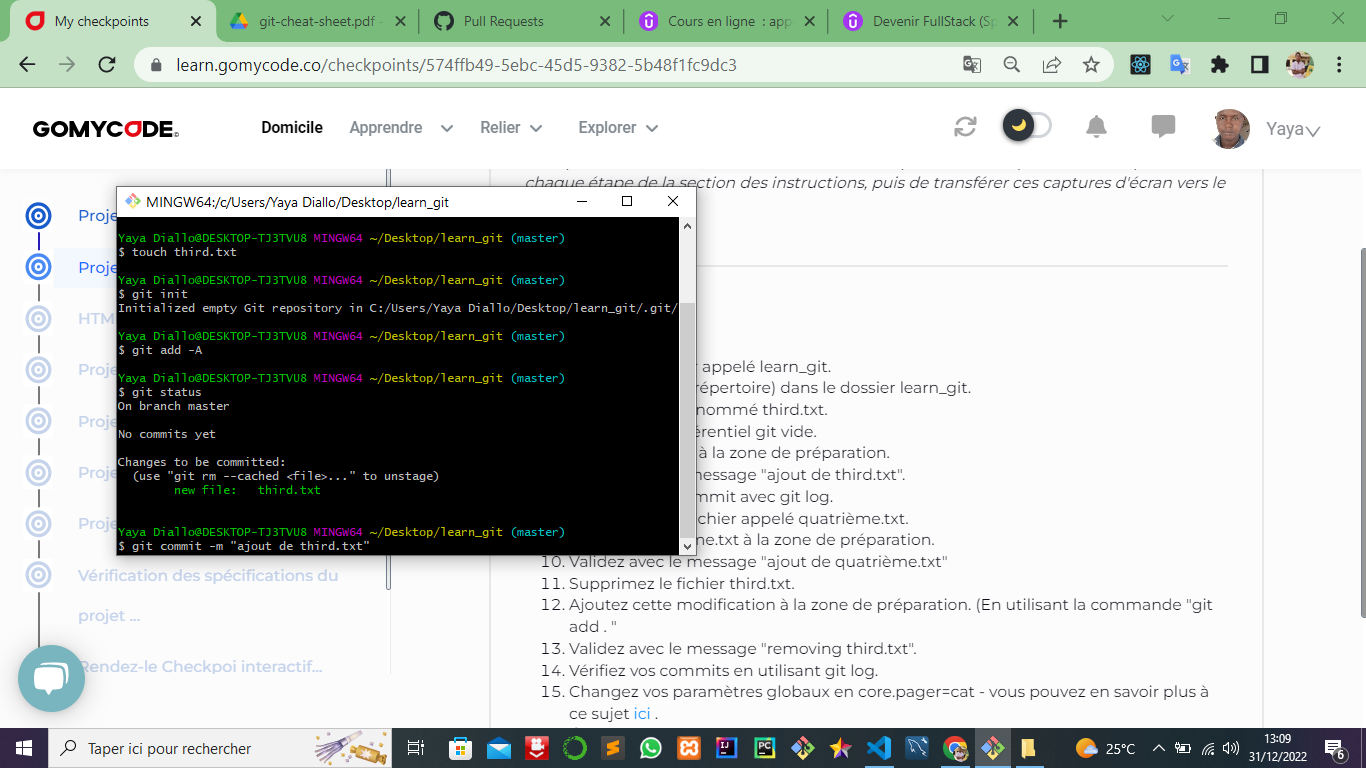 My checkpoints
git-cheat-sheet.pdf -
Pull Requests
Cours en ligne : app
Devenir FullStack (Sp
learn.gomycode.co/checkpoints/574ffb49-5ebc-45d5-9382-5b48f1fc9dc3
GOMYCODE
Domicile
Apprendre
Relier
Explorer
Yaya
chaque étape de la section des instructions, puis de transférer ces captures d'écran vers le
MINGW64:/c/Users/Yaya Diallo/Desktop/learn_git
Yaya Diallo@DESKTOP-TJ3TVU8 MINGW64 ~/Desktop/learn_git (master)
$ touch third.txt
Yaya Diallo@DESKTOP-TJ3TVU8 MINGW64 ~/Desktop/learn_git (master)
$ git init
Initialized empty Git repository in C:/Users/Yaya Diallo/Desktop/learn_git/.git/
Yaya Diallo@DESKTOP-TJ3TVU8 MINGW64 ~/Desktop/learn_git (master)
$ git add -A
Yaya Diallo@DESKTOP-TJ3TVU8 MINGW64 ~/Desktop/learn_git (master)
$ git status
On branch master
No commits yet
Changes to be committed:
(use "git rm --cached <file>..." to unstage)
new file: third.txt
Yaya Diallo@DESKTOP-TJ3TVU8 MINGW64 ~/Desktop/learn_git (master)
$ git commit -m "ajout de third.txt"
Proje
Proje
HTM
Proje
Proje
Proje
Proje
Vérification des spécifications du
projet ...
Rendez-le Checkpoi interactif...
appelé learn_git.
répertoire) dans le dossier learn_git.
nommé third.txt.
érentiel git vide.
à la zone de préparation.
message "ajout de third.txt".
mmit avec git log.
chier appelé quatrième.txt.
me.txt à la zone de préparation.
10. Validez avec le message "ajout de quatrième.txt"
11. Supprimez le fichier third.txt.
12. Ajoutez cette modification à la zone de préparation. (En utilisant la commande "git
add . "
13. Validez avec le message "removing third.txt".
14. Vérifiez vos commits en utilisant git log.
15. Changez vos paramètres globaux en core.pager=cat - vous pouvez en savoir plus à
ce sujet ici .
Taper ici pour rechercher
25°C
13:09
31/12/2022
6